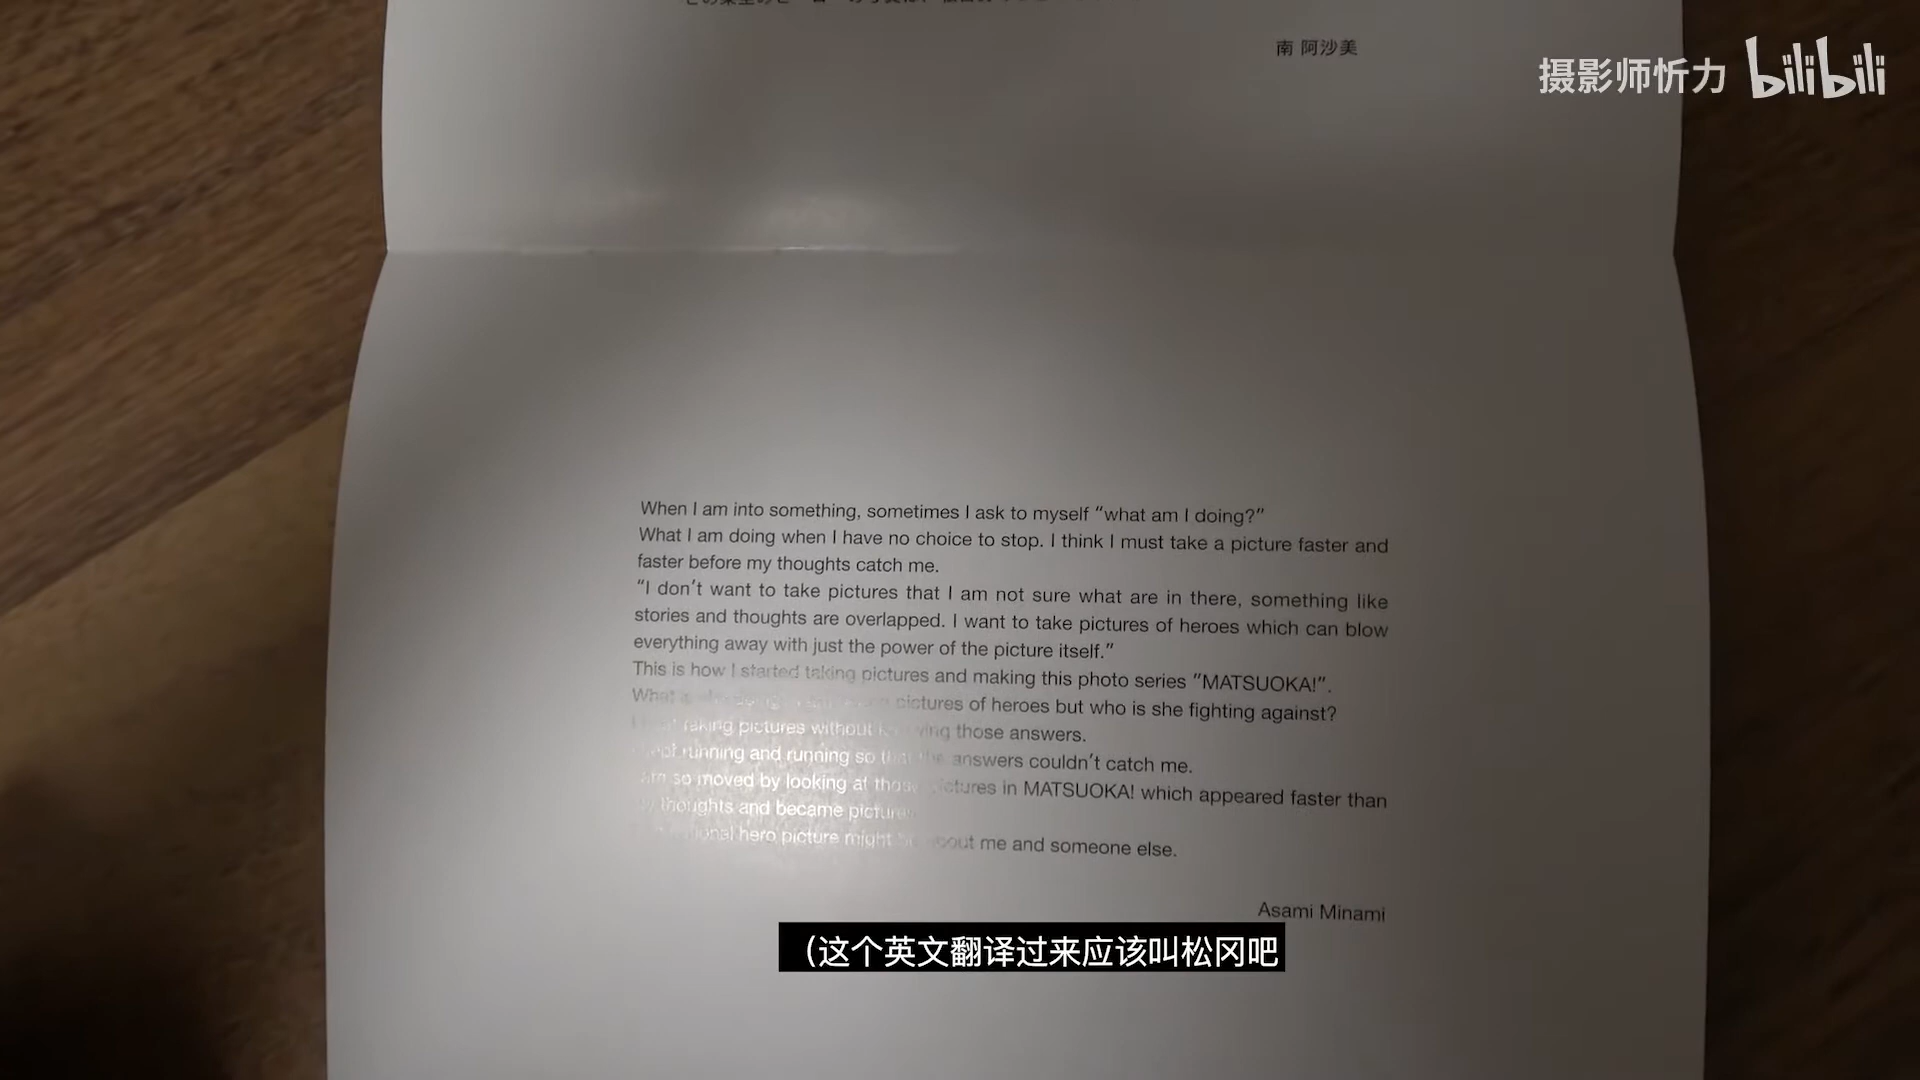 南 阿沙美
摄影师忻力 bilibili
When I am into something, sometimes I ask to myself “what am I doing?”
What I am doing when I have no choice to stop. I think I must take a picture faster and
faster before my thoughts catch me.
“I don’t want to take pictures that I am not sure what are in there, something like
stories and thoughts are overlapped. I want to take pictures of heroes which can blow
everything away with just the power of the picture itself.”
This is how I started taking pictures and making this photo series “MATSUOKA!”.
What pictures of heroes but who is she fighting against?
taking pictures without those answers.
running and running so answers couldn’t catch me.
so moved by looking at pictures in MATSUOKA! which appeared faster than
thoughts and became
hero picture might about me and someone else.
Asami Minami
（这个英文翻译过来应该叫松冈吧